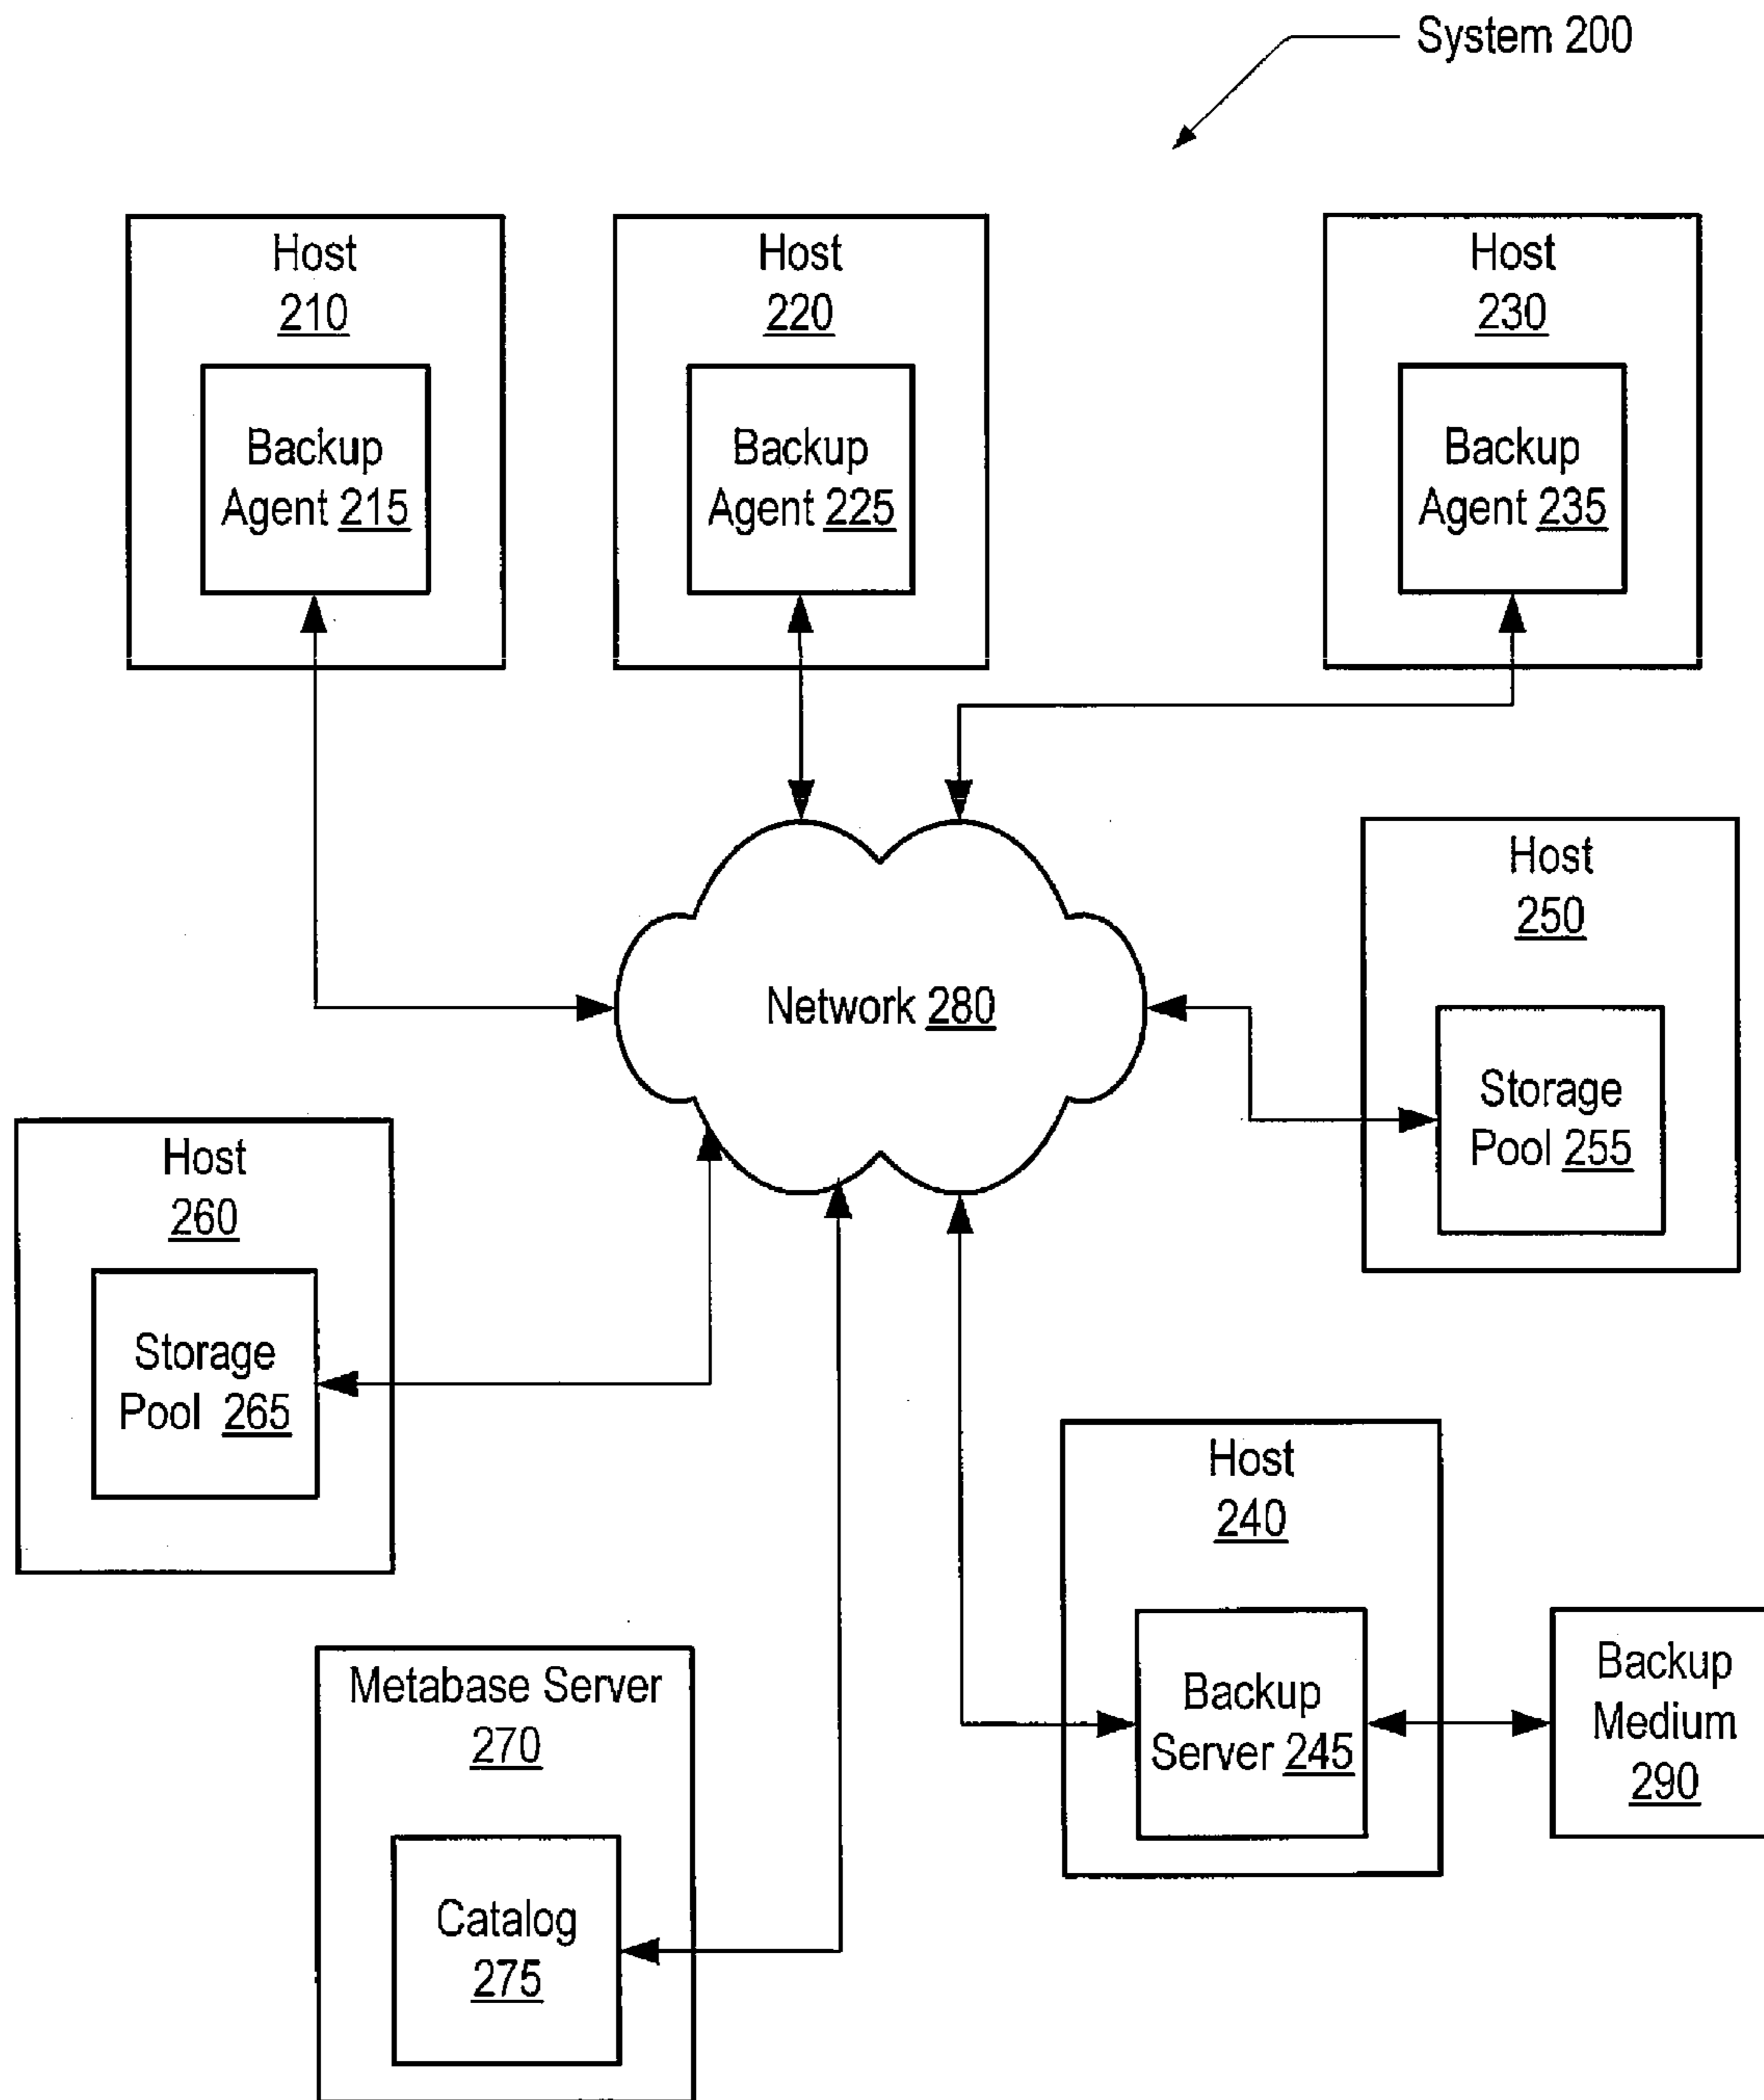 System 200
Host
210
Backup
Agent 215
Host
220
Backup
Agent 225
Host
230
Backup
Agent 235
Network 280
Host
250
Storage
Pool 255
Host
260
Storage
Pool 265
Host
240
Backup
Server 245
Backup
Medium
290
Metabase Server
270
Catalog
275